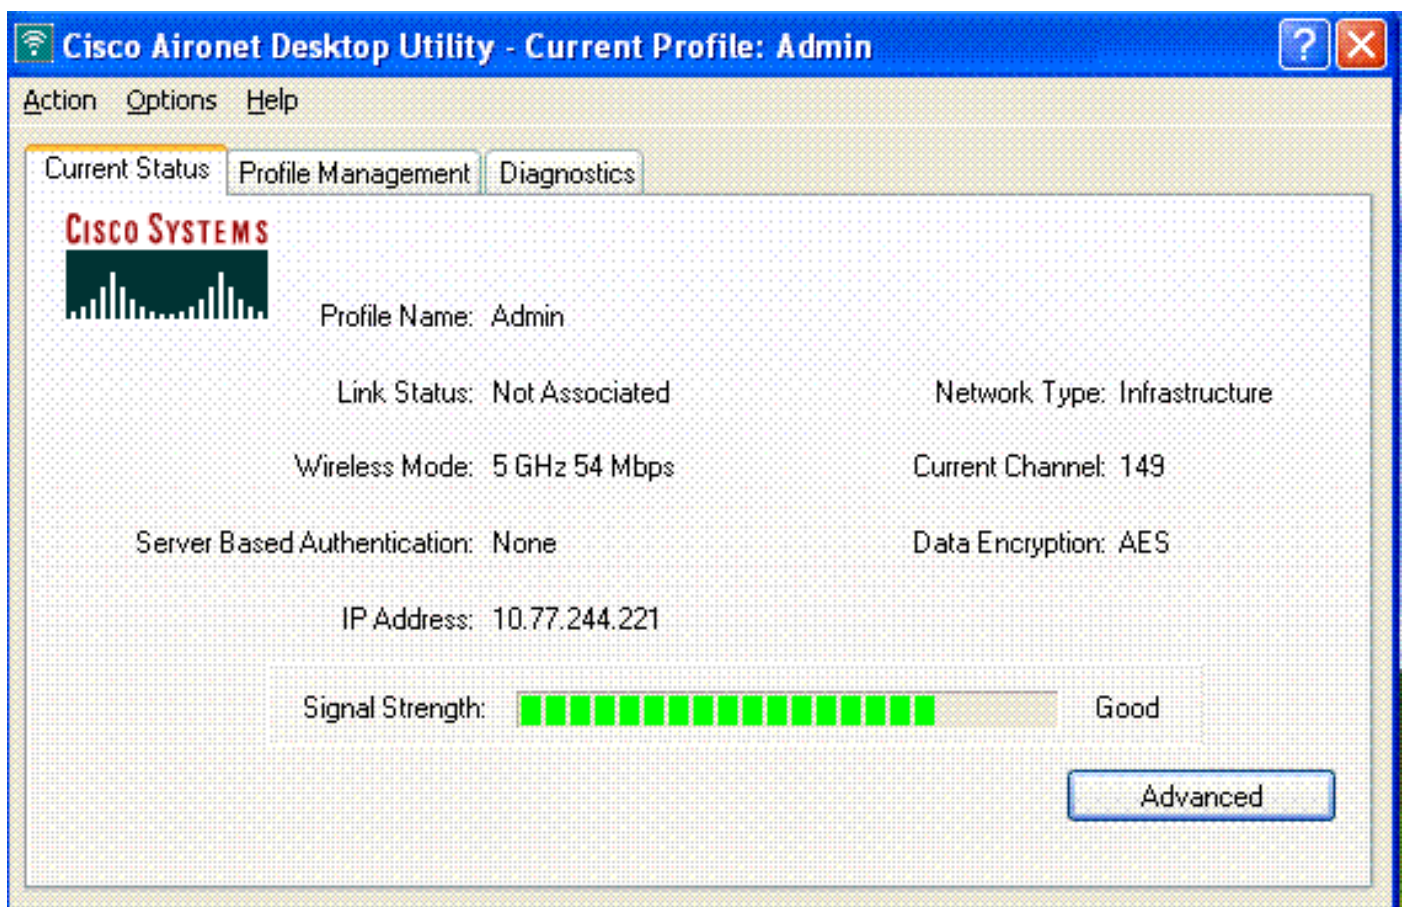 Cisco Aironet Desktop Utility - Current Profile: Admin
Action Options Help
Current Status Profile Management Diagnostics
CISCO SYSTEMS
Profile Name: Admin
Link Status: Not Associated Network Type: Infrastructure
Wireless Mode: 5 GHz 54 Mbps Current Channel: 149
Server Based Authentication: None Data Encryption: AES
IP Address: 10.77.244.221
Signal Strength: Good
Advanced